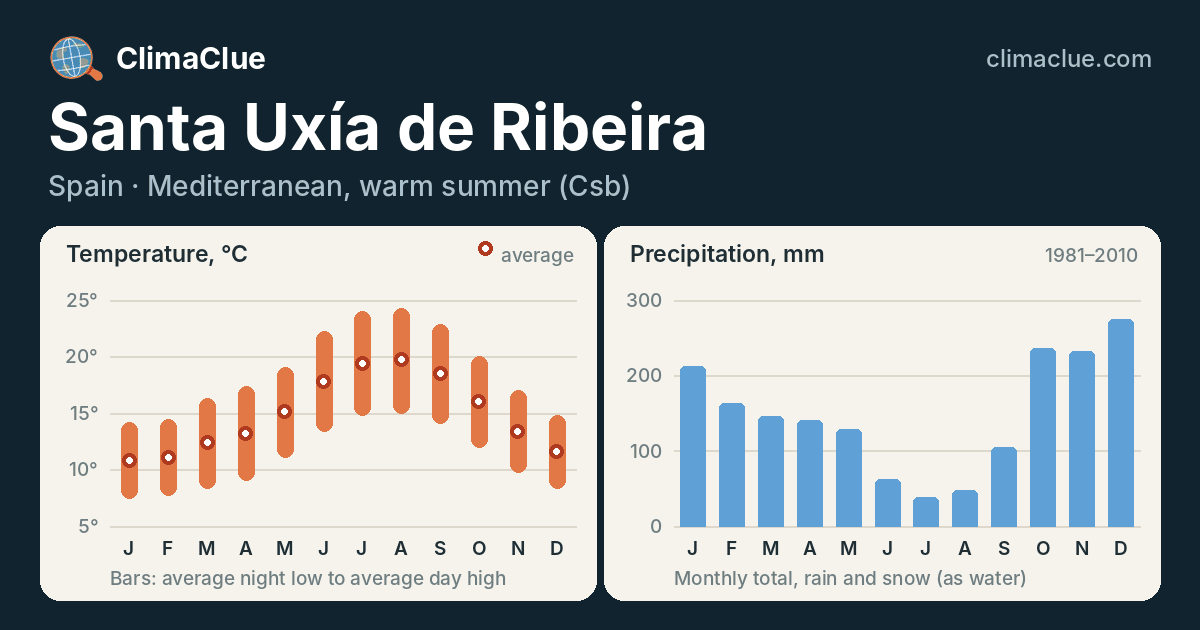 ClimaClue
climaclue.com
Santa Uxía de Ribeira
Spain · Mediterranean, warm summer (Csb)
Temperature, °C
average
25°
20°
15°
10°
5°
J F M A M J J A S O N D
Bars: average night low to average day high
Precipitation, mm
1981–2010
300
200
100
0
J F M A M J J A S O N D
Monthly total, rain and snow (as water)